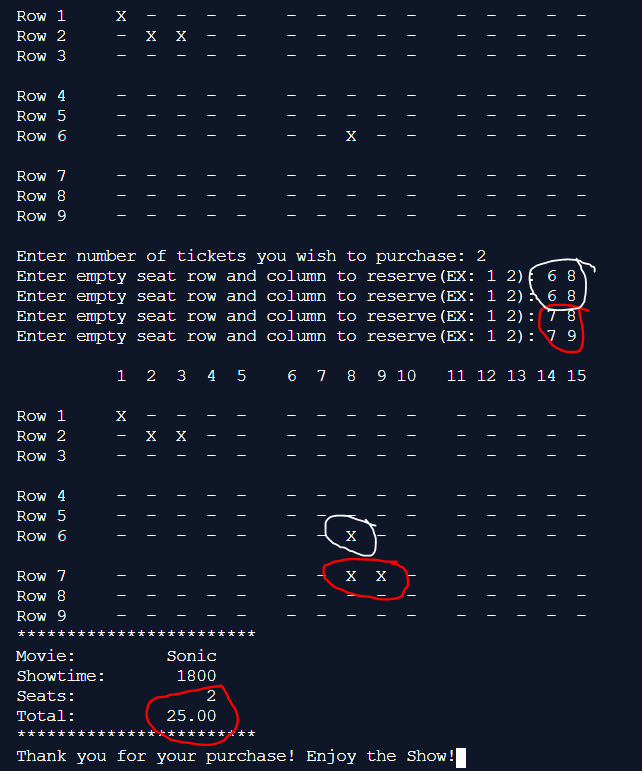 Row 1     X - - - -    - - - - -    - - - - -
Row 2     - X X - -    - - - - -    - - - - -
Row 3     - - - - -    - - - - -    - - - - -
Row 4     - - - - -    - - - - -    - - - - -
Row 5     - - - - -    - - - - -    - - - - -
Row 6     - - - - -    - - X - -    - - - - -
Row 7     - - - - -    - - - - -    - - - - -
Row 8     - - - - -    - - - - -    - - - - -
Row 9     - - - - -    - - - - -    - - - - -
Enter number of tickets you wish to purchase: 2
Enter empty seat row and column to reserve(EX: 1 2): 6 8
Enter empty seat row and column to reserve(EX: 1 2): 6 8
Enter empty seat row and column to reserve(EX: 1 2): 7 8
Enter empty seat row and column to reserve(EX: 1 2): 7 9
1 2 3 4 5    6 7 8 9 10    11 12 13 14 15
Row 1     X - - - -    - - - - -    - - - - -
Row 2     - X X - -    - - - - -    - - - - -
Row 3     - - - - -    - - - - -    - - - - -
Row 4     - - - - -    - - - - -    - - - - -
Row 5     - - - - -    - - - - -    - - - - -
Row 6     - - - - -    - - X - -    - - - - -
Row 7     - - - - -    - - X X -    - - - - -
Row 8     - - - - -    - - - - -    - - - - -
Row 9     - - - - -    - - - - -    - - - - -
************************
Movie:         Sonic
Showtime:       1800
Seats:             2
Total:         25.00
************************
Thank you for your purchase! Enjoy the Show!